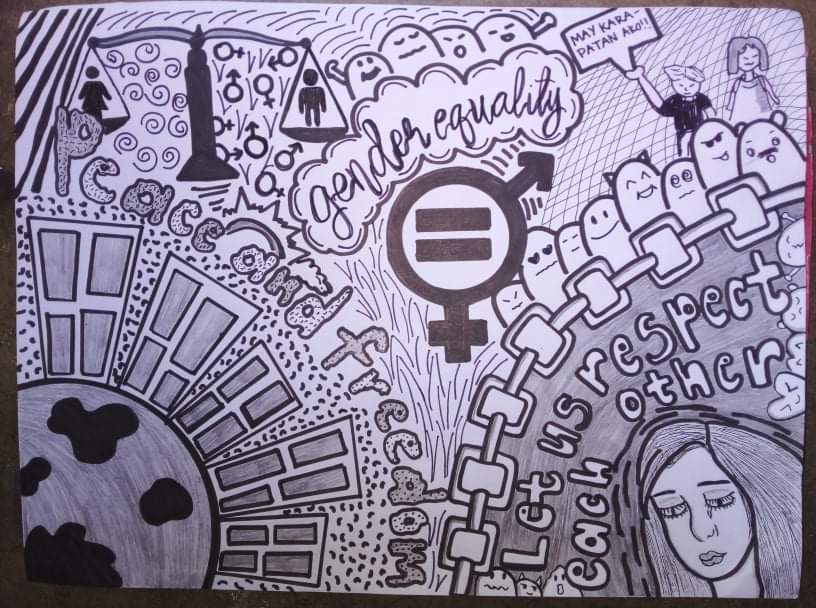 MAY KARA
PATAN AKO!!
gender equality
Peace and freedom
Let us respect
each other